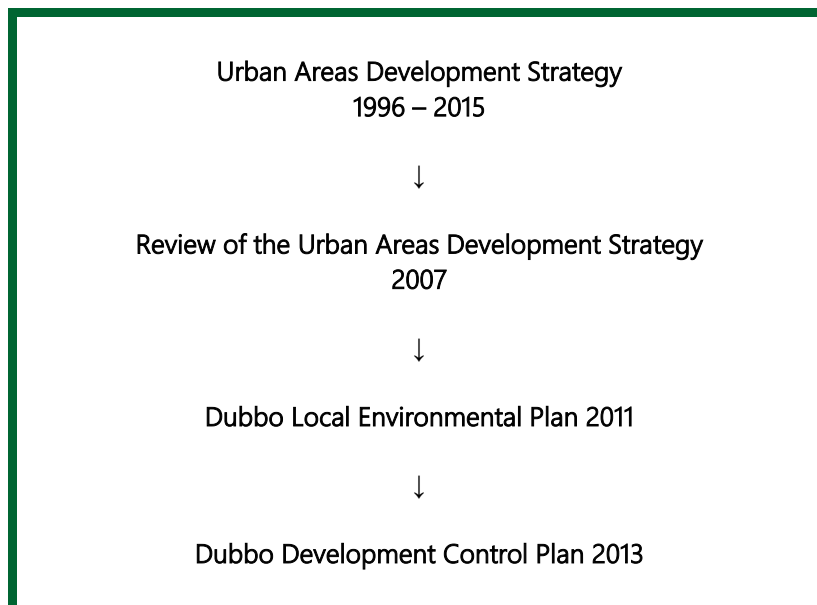 Urban Areas Development Strategy
1996 – 2015
↓
Review of the Urban Areas Development Strategy
2007
↓
Dubbo Local Environmental Plan 2011
↓
Dubbo Development Control Plan 2013